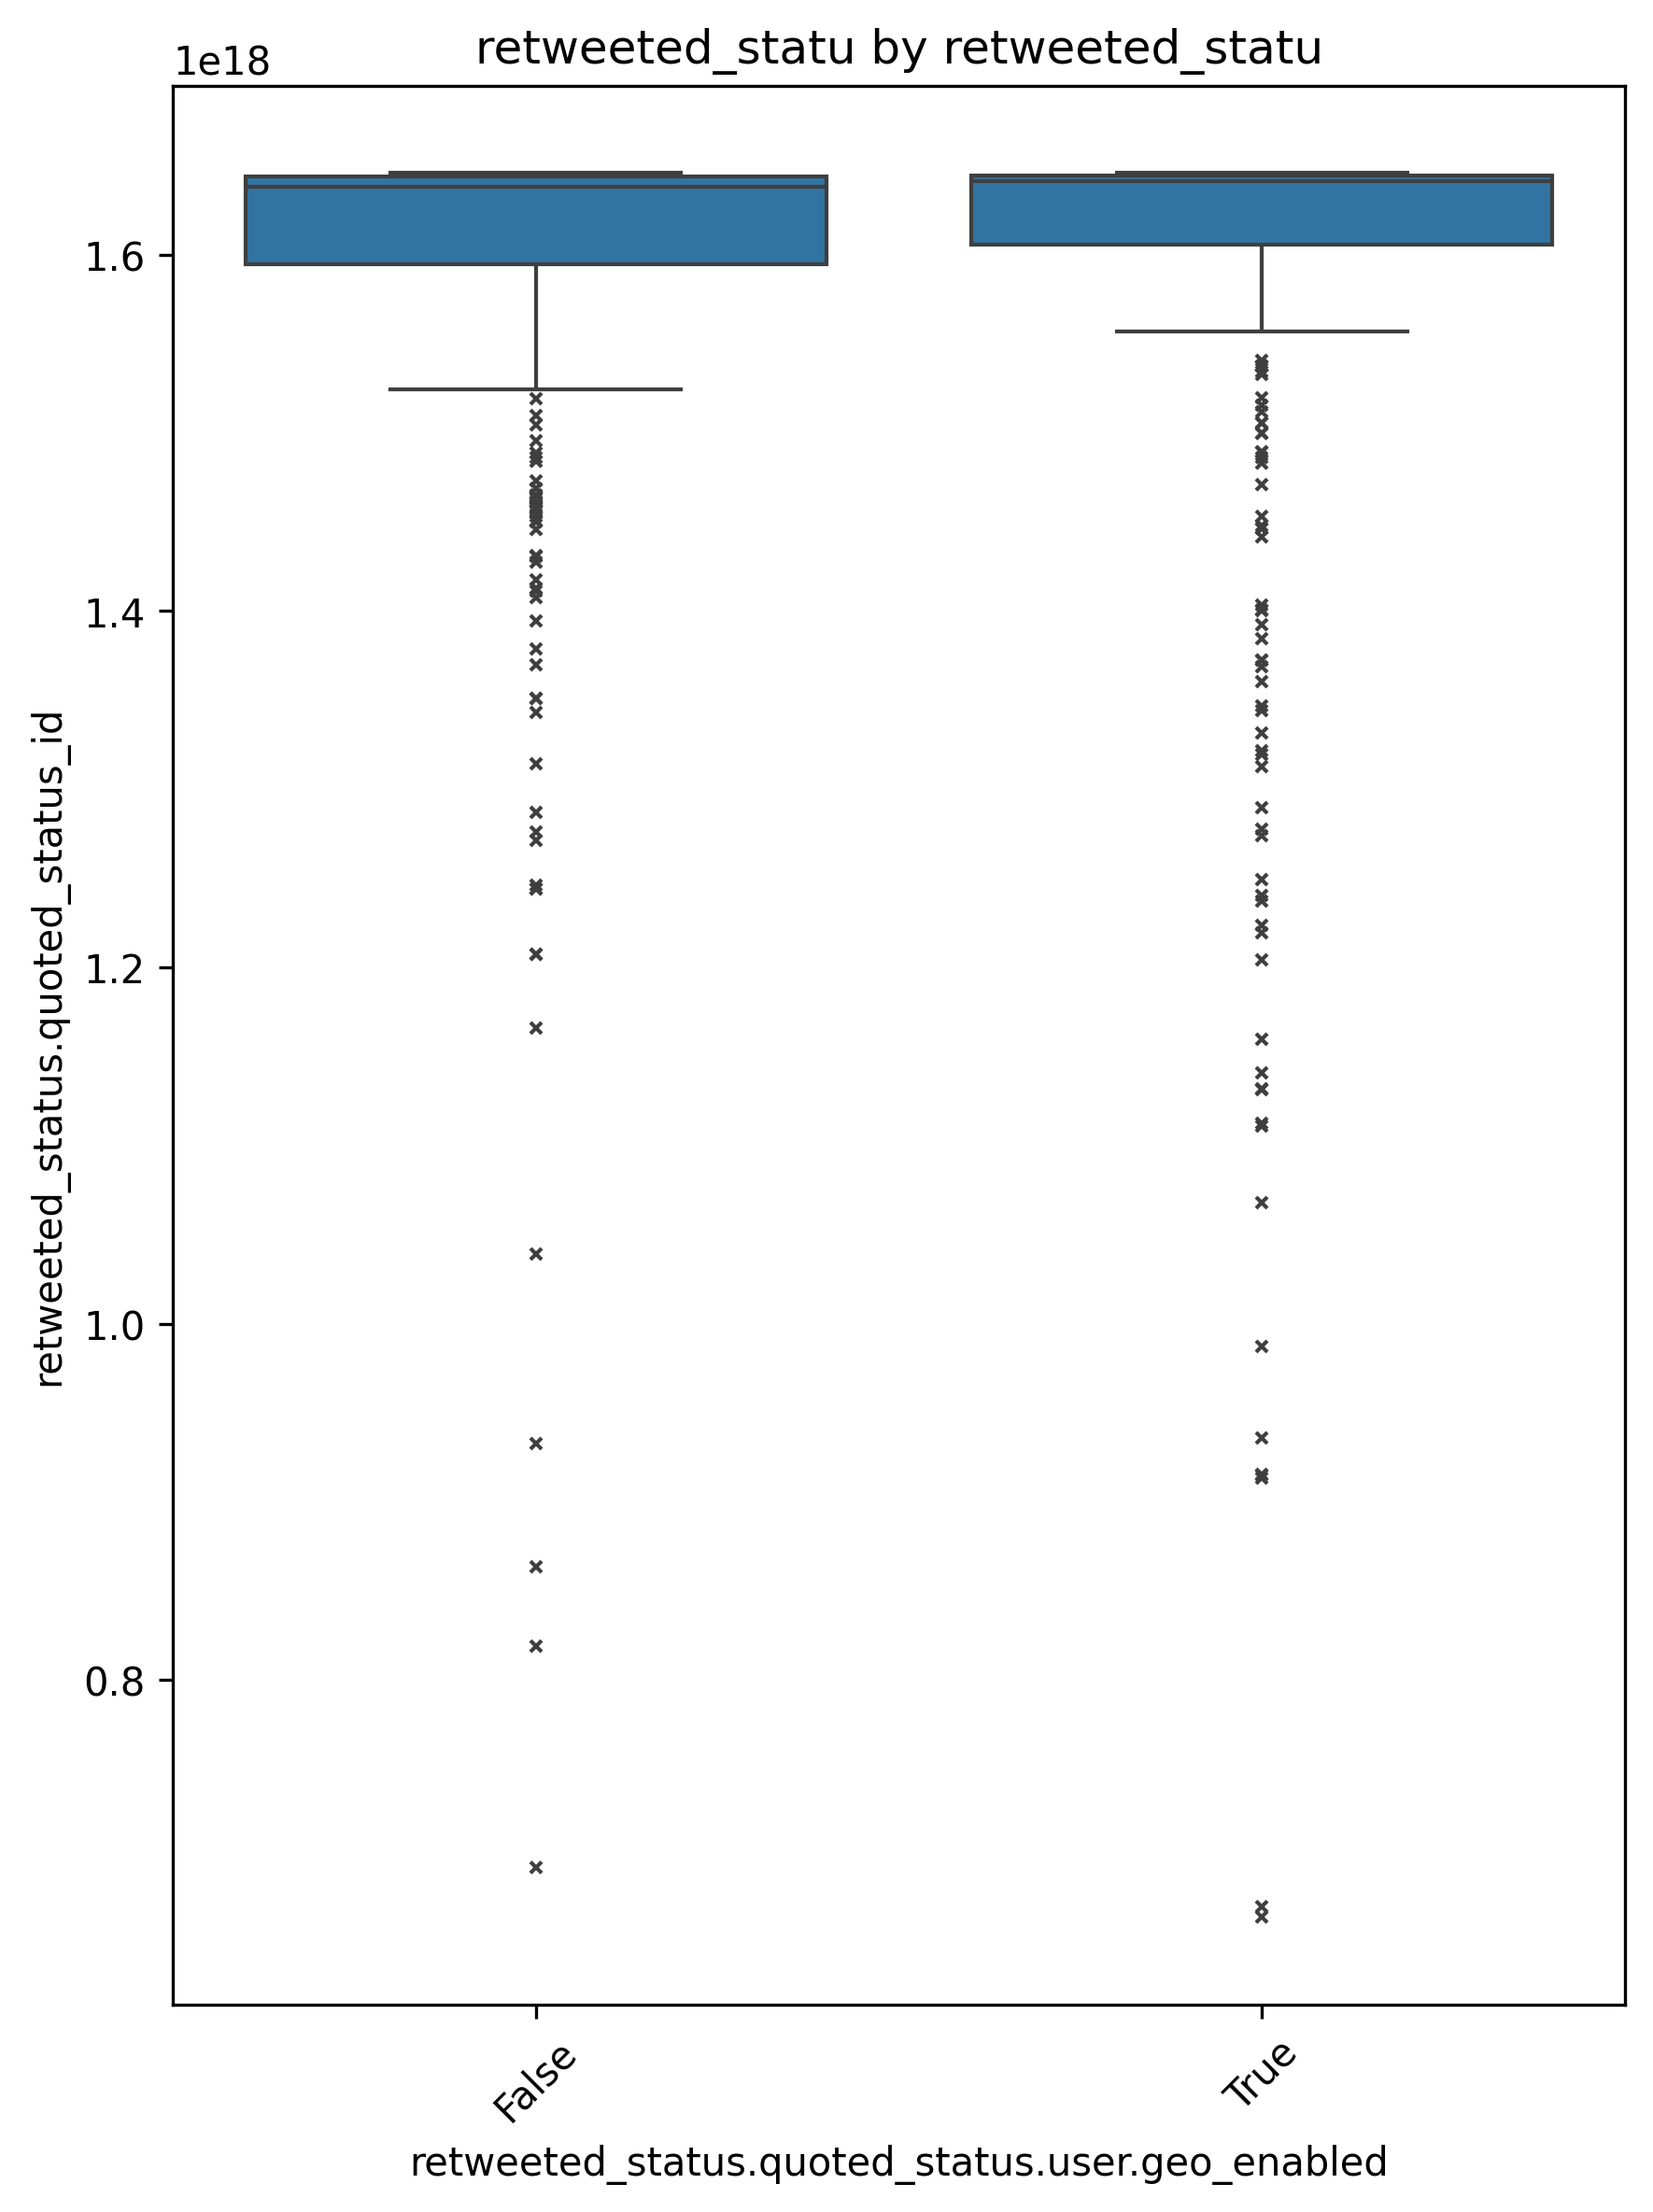 retweeted_statu by retweeted_statu
1e18
1.6
1.4
1.2
1.0
0.8
retweeted_status.quoted_status_id
False
True
retweeted_status.quoted_status.user.geo_enabled